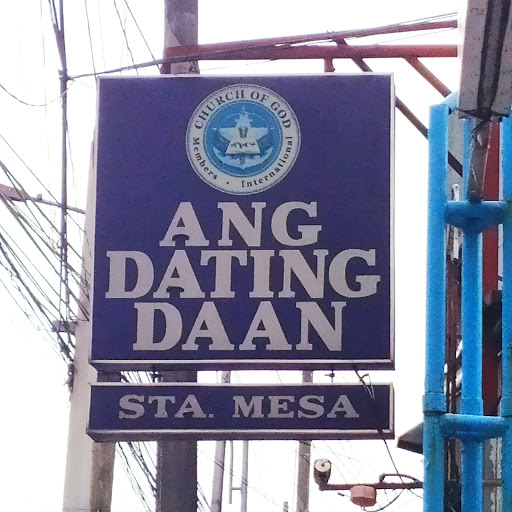 CHURCH OF GOD
Members • International
ANG
DATING
DAAN
STA. MESA